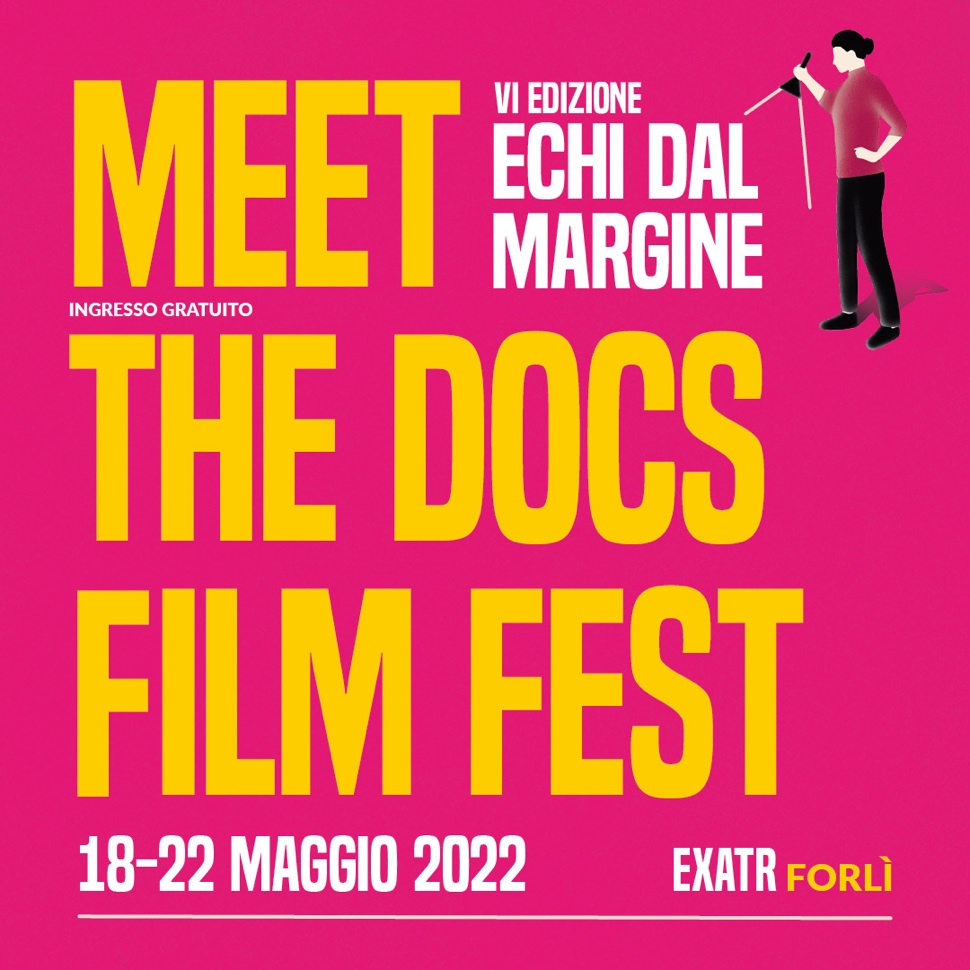 MEET
VI EDIZIONE
ECHI DAL
MARGINE
INGRESSO GRATUITO
THE DOCS
FILM FEST
18-22 MAGGIO 2022
EXATR FORLÌ